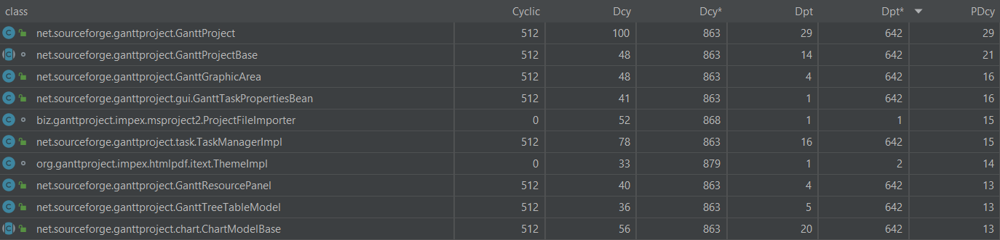 class Cyclic Dcy Dcy* Dpt Dpt* PDcy
C net.sourceforge.ganttproject.GanttProject 512 100 863 29 642 29
C net.sourceforge.ganttproject.GanttProjectBase 512 48 863 14 642 21
C net.sourceforge.ganttproject.GanttGraphicArea 512 48 863 4 642 16
C net.sourceforge.ganttproject.gui.GanttTaskPropertiesBean 512 41 863 1 642 16
C biz.ganttproject.impex.msproject2.ProjectFileImporter 0 52 868 1 1 15
C net.sourceforge.ganttproject.task.TaskManagerImpl 512 78 863 16 642 15
C org.ganttproject.impex.htmlpdf.itext.ThemeImpl 0 33 879 1 2 14
C net.sourceforge.ganttproject.GanttResourcePanel 512 40 863 4 642 13
C net.sourceforge.ganttproject.GanttTreeTableModel 512 36 863 5 642 13
C net.sourceforge.ganttproject.chart.ChartModelBase 512 56 863 20 642 13